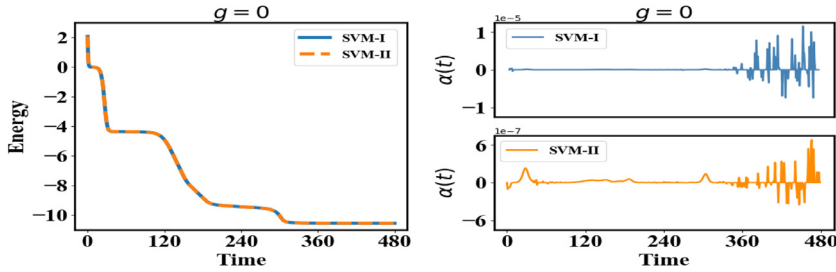 g = 0
SVM-I
SVM-II
Energy
2
0
−2
−4
−6
−8
−10
0 120 240 360 480
Time
g = 0
1e−5
SVM-I
α(t)
1
0
−1
1e−7
SVM-II
α(t)
6
0
−6
0 120 240 360 480
Time